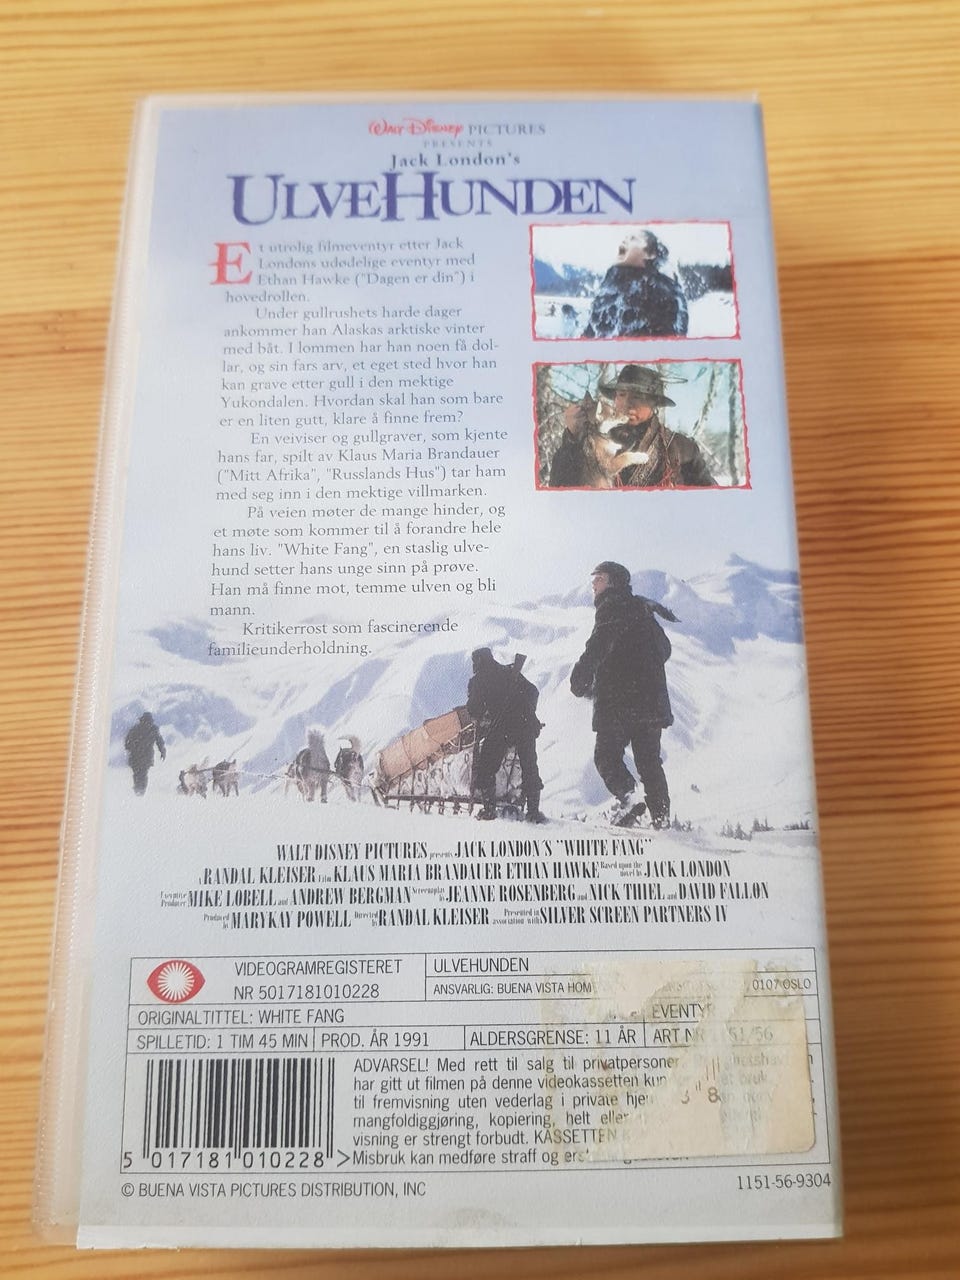 Walt Disney PICTURES
PRESENTS
Jack London's
ULVEHUNDEN
Et utrolig filmeventyr etter Jack
Londons udødelige eventyr med
Ethan Hawke ("Dagen er din") i
hovedrollen.
Under gullrushets harde dager
ankommer han Alaskas arktiske vinter
med båt. I lommen har han noen få dol-
lar, og sin fars arv, et eget sted hvor han
kan grave etter gull i den mektige
Yukondalen. Hvordan skal han som bare
er en liten gutt, klare å finne frem?
En veiviser og gullgraver, som kjente
hans far, spilt av Klaus Maria Brandauer
("Mitt Afrika", "Russlands Hus") tar ham
med seg inn i den mektige villmarken.
På veien møter de mange hinder, og
et møte som kommer til å forandre hele
hans liv. "White Fang", en staslig ulve-
hund setter hans unge sinn på prøve.
Han må finne mot, temme ulven og bli
mann.
Kritikerrost som fascinerende
familieunderholdning.
WALT DISNEY PICTURES presents JACK LONDON'S "WHITE FANG"
A RANDAL KLEISER Film KLAUS MARIA BRANDAUER ETHAN HAWKE Based upon the novel by JACK LONDON
Executive Producer MIKE LOBELL and ANDREW BERGMAN Screenplay by JEANNE ROSENBERG and NICK THIEL and DAVID FALLON
Produced by MARYKAY POWELL Directed by RANDAL KLEISER Presented in association with SILVER SCREEN PARTNERS IV
VIDEOGRAMREGISTERET
NR 5017181010228
ULVEHUNDEN
ANSVARLIG: BUENA VISTA HOM 0107 OSLO
ORIGINALTITTEL: WHITE FANG EVENTYR
SPILLETID: 1 TIM 45 MIN PROD. ÅR 1991 ALDERSGRENSE: 11 ÅR ART NR 151/56
ADVARSEL! Med rett til salg til privatpersoner.
har gitt ut filmen på denne videokassetten kun
til fremvisning uten vederlag i private hje 8
mangfoldiggjøring, kopiering, helt eller
visning er strengt forbudt. KASSETTEN
Misbruk kan medføre straff og ers
5 017181 010228 >
© BUENA VISTA PICTURES DISTRIBUTION, INC
1151-56-9304